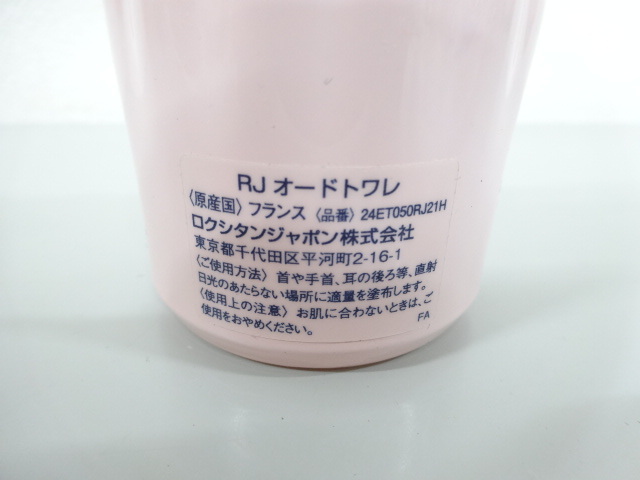 RJ オードトワレ
〈原産国〉フランス〈品番〉24ET050RJ21H
ロクシタンジャポン株式会社
東京都千代田区平河町2-16-1
〈ご使用方法〉首や手首、耳の後ろ等、直射
日光のあたらない場所に適量を塗布します。
〈使用上の注意〉お肌に合わないときは、ご
使用をおやめください。
FA